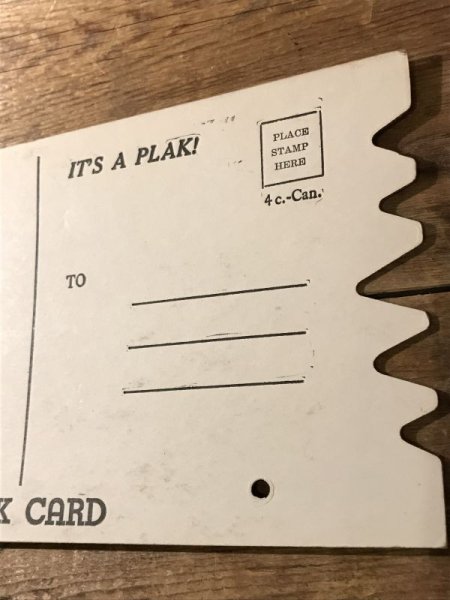 IT'S A PLAK!
PLACE
STAMP
HERE
4 c.-Can.
TO
K CARD